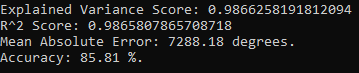 Explained Variance Score: 0.9866258191812094
R^2 Score: 0.9865807865708718
Mean Absolute Error: 7288.18 degrees.
Accuracy: 85.81 %.